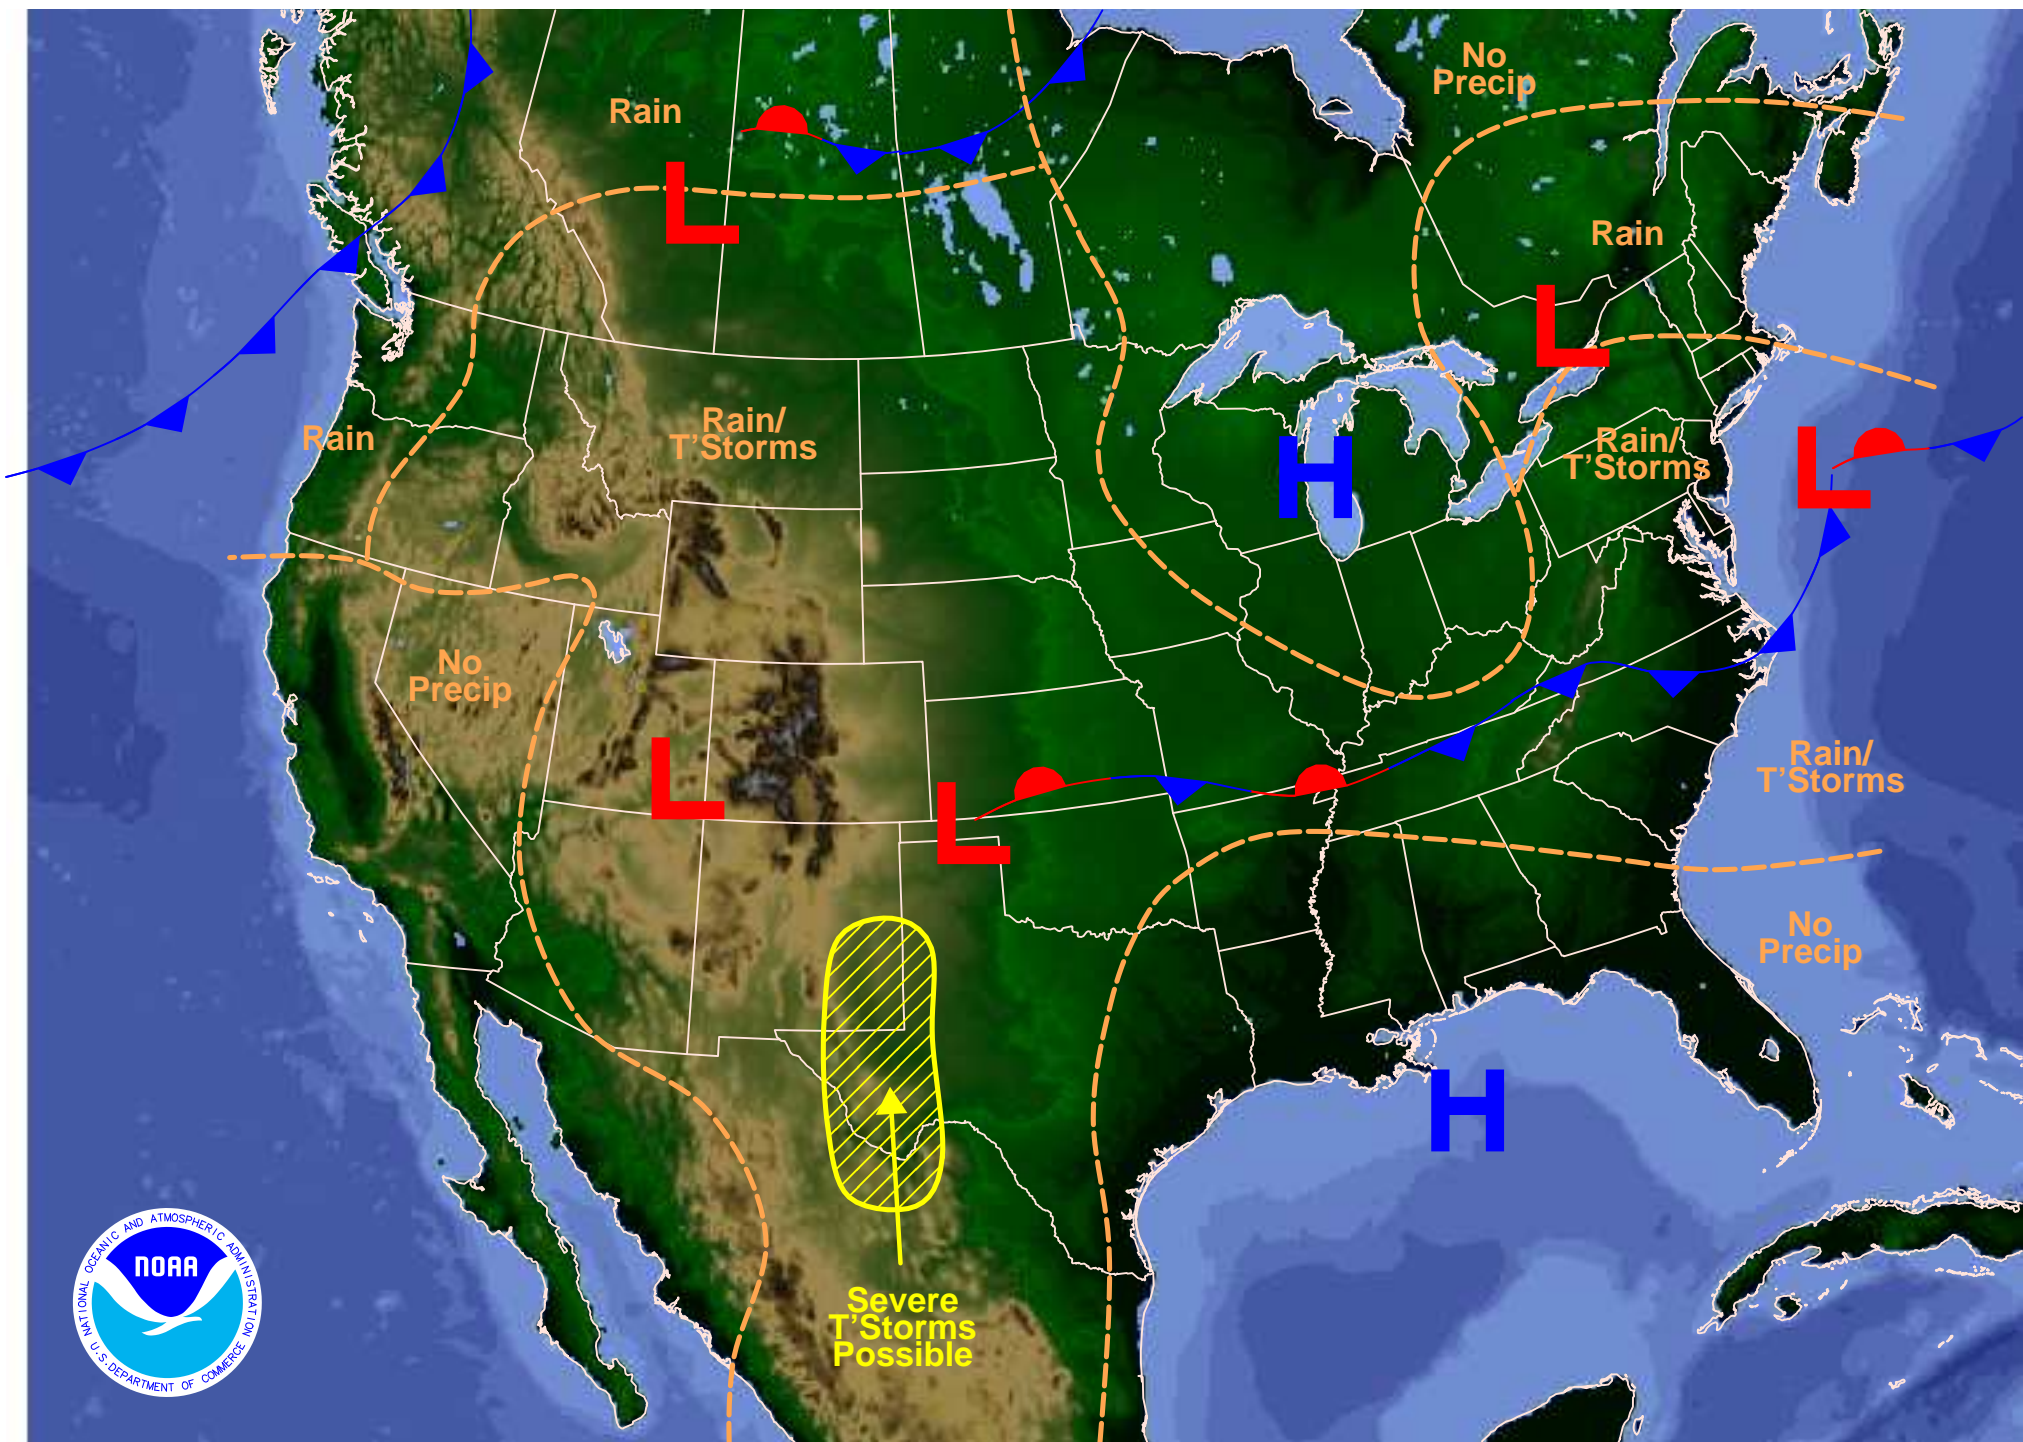 No
Precip
Rain
Rain
L
L
Rain/
T'Storms
Rain
Rain/
T'Storms
H
L
No
Precip
L
L
Rain/
T'Storms
No
Precip
H
Severe
T'Storms
Possible
NATIONAL OCEANIC AND ATMOSPHERIC ADMINISTRATION
NOAA
U.S. DEPARTMENT OF COMMERCE